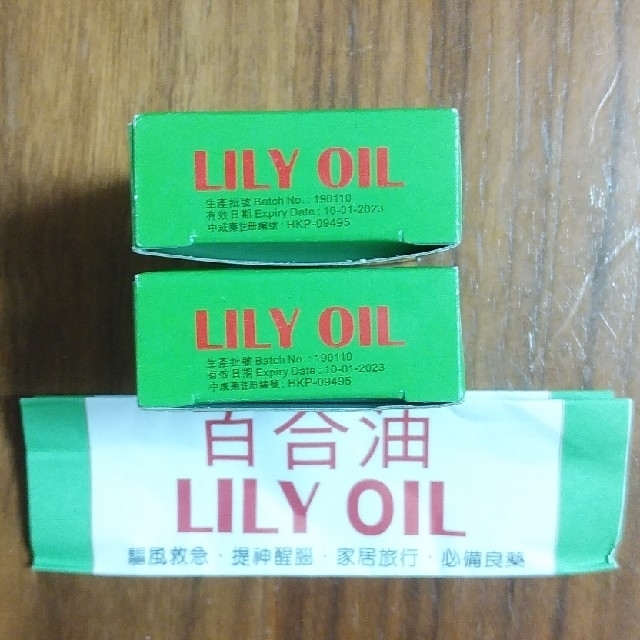 LILY OIL
生產批號 Batch No. : 190110
有效日期 Expiry Date : 10-01-2023
中成藥註冊編號 : HKP-09495
LILY OIL
生產批號 Batch No. : 190110
有效日期 Expiry Date : 10-01-2023
中成藥註冊編號 : HKP-09495
百合油
LILY OIL
驅風救急・提神醒腦・家居旅行・必備良藥